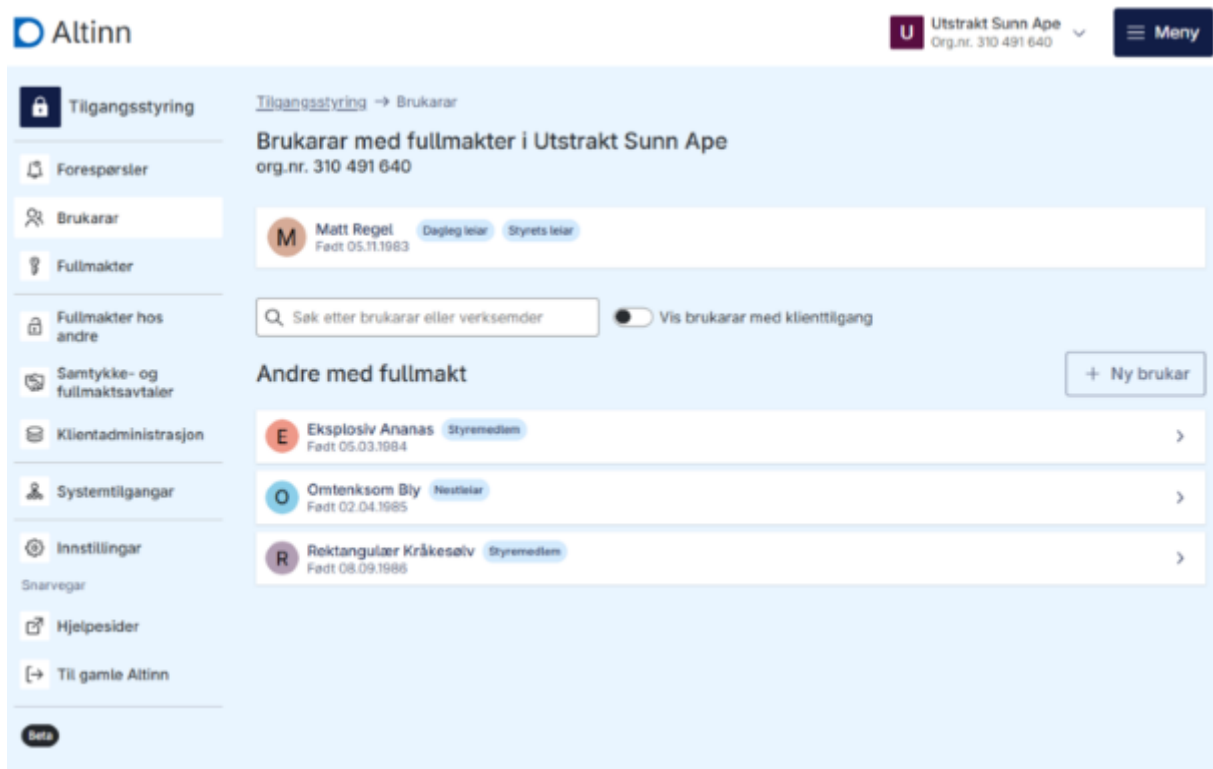 Altinn
U Utstrakt Sunn Ape
Org.nr. 310 491 640
Meny
Tilgangsstyring
Forespørsler
Brukarar
Fullmakter
Fullmakter hos
andre
Samtykke- og
fullmaktsavtaler
Klientadministrasjon
Systemtilgangar
Innstillingar
Snarvegar
Hjelpesider
Til gamle Altinn
Beta
Tilgangsstyring → Brukarar
Brukarar med fullmakter i Utstrakt Sunn Ape
org.nr. 310 491 640
M Matt Regel Dagleg leiar Styrets leiar
Født 05.11.1983
Søk etter brukarar eller verksemder
Vis brukarar med klienttilgang
Andre med fullmakt
+ Ny brukar
E Eksplosiv Ananas Styremedlem
Født 05.03.1984
O Omtenksom Bly Nestleiar
Født 02.04.1985
R Rektangulær Kråkesølv Styremedlem
Født 08.09.1986